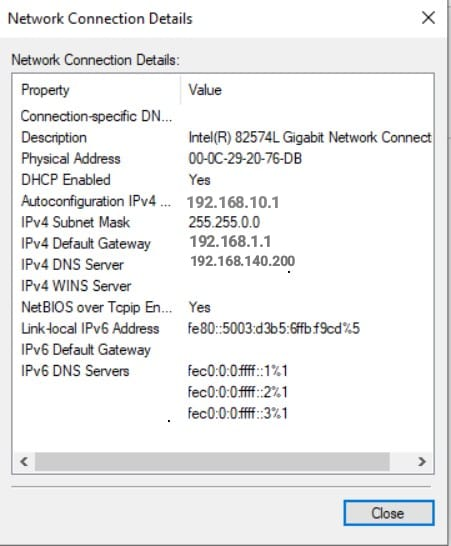 Network Connection Details
Network Connection Details:
Property Value
Connection-specific DN...
Description Intel(R) 82574L Gigabit Network Connect
Physical Address 00-0C-29-20-76-DB
DHCP Enabled Yes
Autoconfiguration IPv4 ... 192.168.10.1
IPv4 Subnet Mask 255.255.0.0
IPv4 Default Gateway 192.168.1.1
IPv4 DNS Server 192.168.140.200
IPv4 WINS Server
NetBIOS over Tcpip En... Yes
Link-local IPv6 Address fe80::5003:d3b5:6ffb:f9cd%5
IPv6 Default Gateway
IPv6 DNS Servers fec0:0:0:ffff::1%1
fec0:0:0:ffff::2%1
fec0:0:0:ffff::3%1
Close